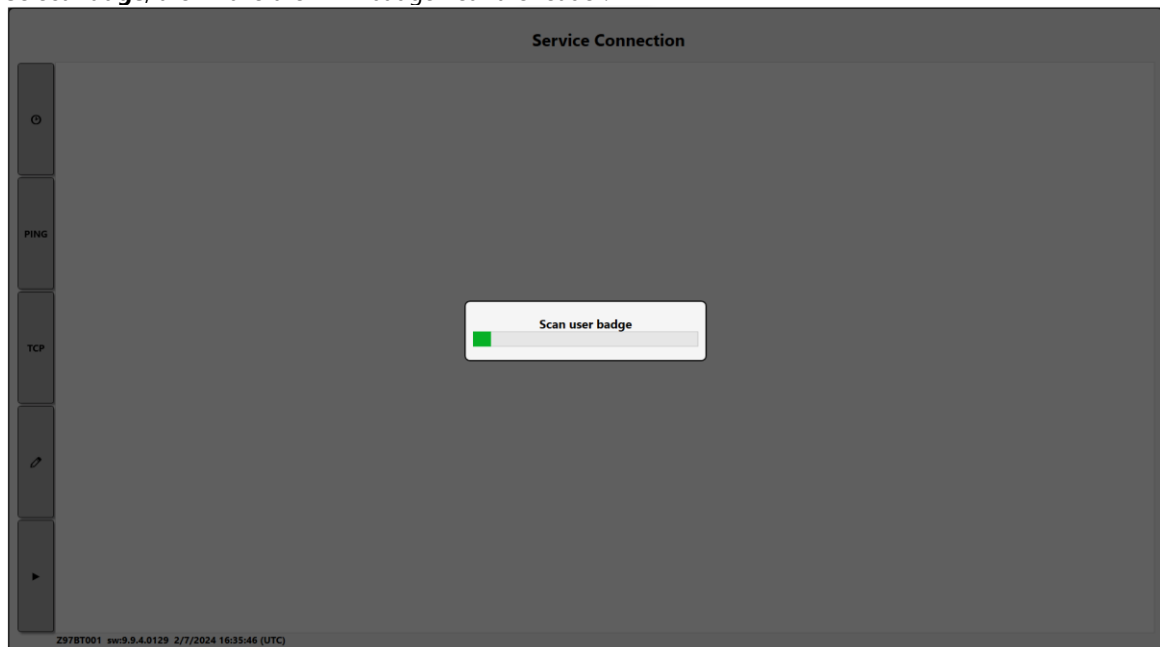 Service Connection
PING
Scan user badge
TCP
Z97BT001 sw:9.9.4.0129 2/7/2024 16:35:46 (UTC)